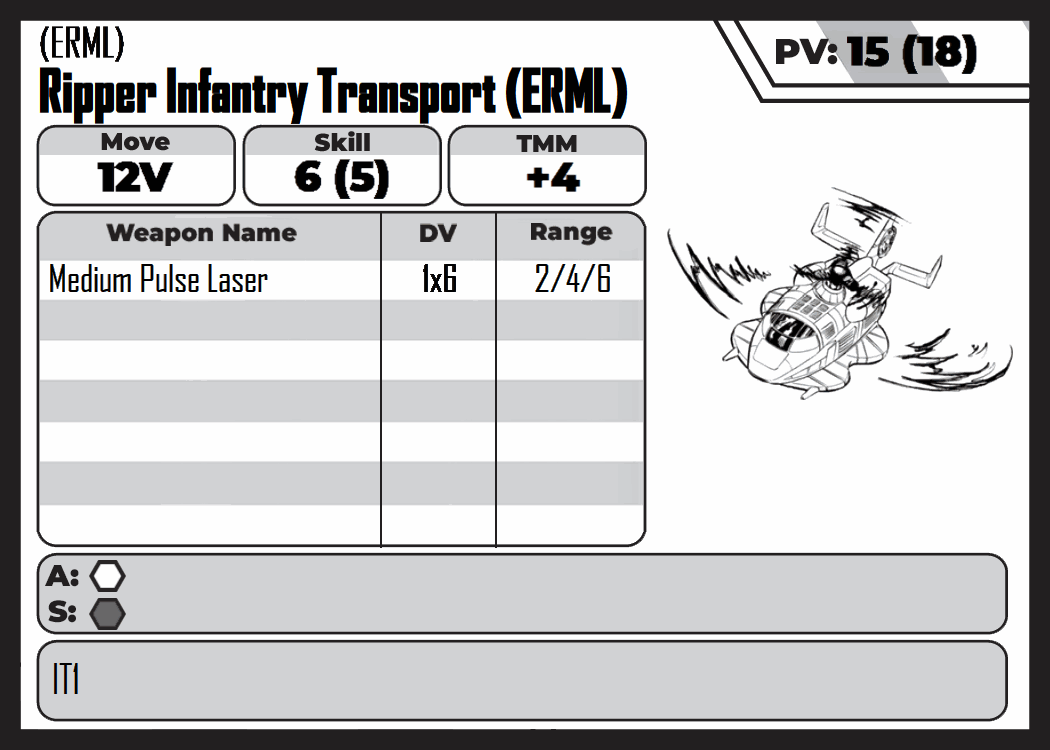 (ERML)
PV: 15 (18)
Ripper Infantry Transport (ERML)
Move Skill TMM
12V 6 (5) +4
Weapon Name DV Range
Medium Pulse Laser 1x6 2/4/6
A:
S:
IT1